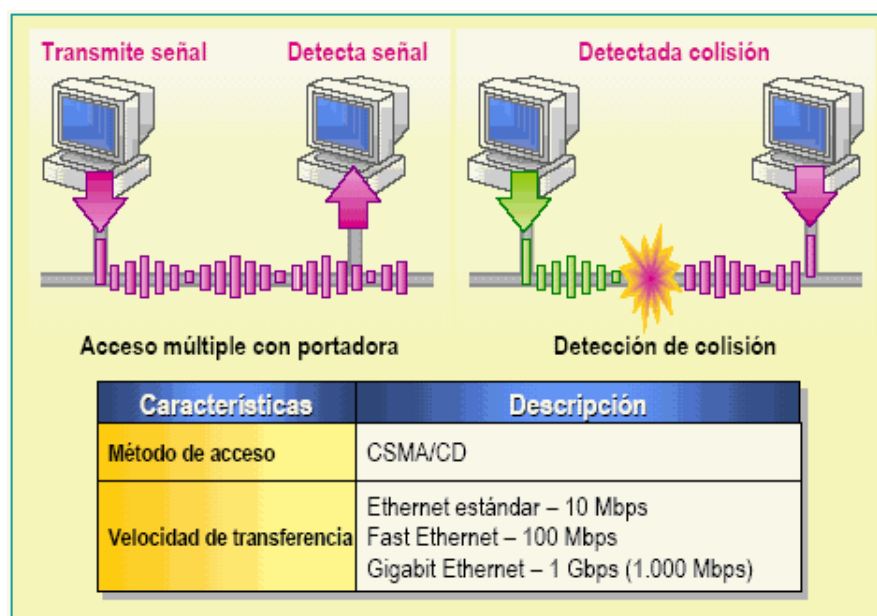 Transmite señal
Detecta señal
Detectada colisión
Acceso múltiple con portadora
Detección de colisión
Características
Descripción
Método de acceso
CSMA/CD
Velocidad de transferencia
Ethernet estándar – 10 Mbps
Fast Ethernet – 100 Mbps
Gigabit Ethernet – 1 Gbps (1.000 Mbps)